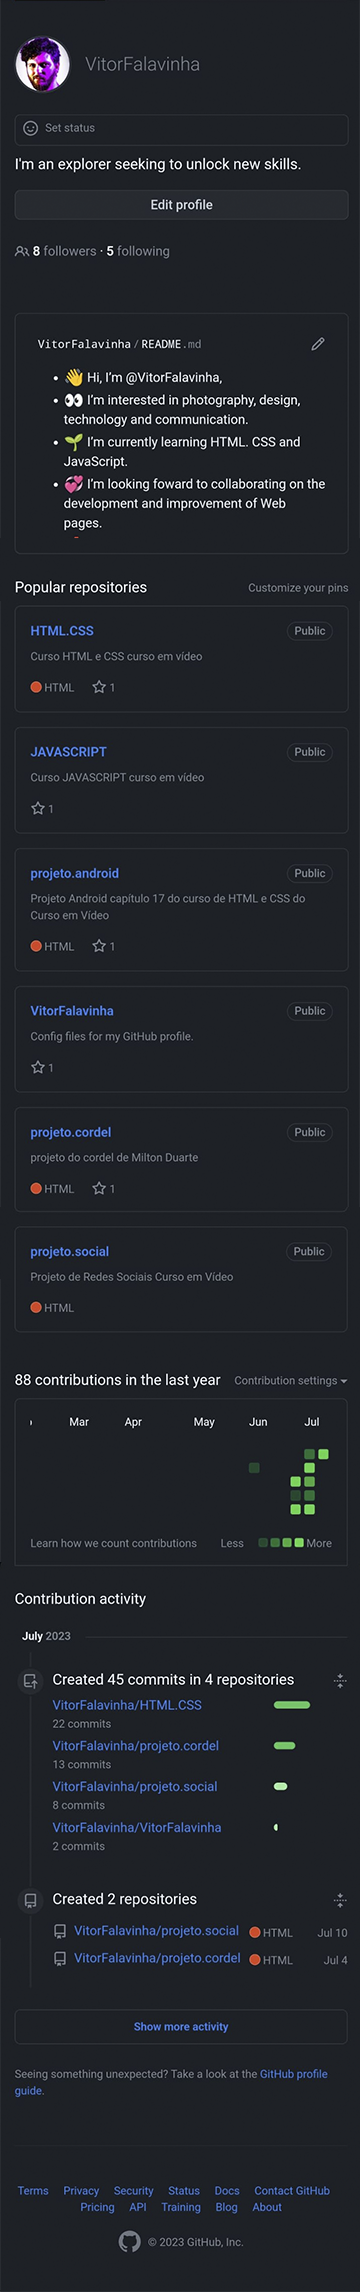 VitorFalavinha
Set status
I'm an explorer seeking to unlock new skills.
Edit profile
8 followers · 5 following
VitorFalavinha/README.md
👋 Hi, I'm @VitorFalavinha,
👀 I'm interested in photography, design,
technology and communication.
🌱 I'm currently learning HTML. CSS and
JavaScript.
💞️ I'm looking foward to collaborating on the
development and improvement of Web
pages.
Popular repositories Customize your pins
HTML.CSS Public
Curso HTML e CSS curso em vídeo
HTML 1
JAVASCRIPT Public
Curso JAVASCRIPT curso em vídeo
1
projeto.android Public
Projeto Android capítulo 17 do curso de HTML e CSS do
Curso em Vídeo
HTML 1
VitorFalavinha Public
Config files for my GitHub profile.
1
projeto.cordel Public
projeto do cordel de Milton Duarte
HTML 1
projeto.social Public
Projeto de Redes Sociais Curso em Vídeo
HTML
88 contributions in the last year Contribution settings
Mar Apr May Jun Jul
Learn how we count contributions Less More
Contribution activity
July 2023
Created 45 commits in 4 repositories
VitorFalavinha/HTML.CSS
22 commits
VitorFalavinha/projeto.cordel
13 commits
VitorFalavinha/projeto.social
8 commits
VitorFalavinha/VitorFalavinha
2 commits
Created 2 repositories
VitorFalavinha/projeto.social HTML Jul 10
VitorFalavinha/projeto.cordel HTML Jul 4
Show more activity
Seeing something unexpected? Take a look at the GitHub profile
guide.
Terms Privacy Security Status Docs Contact GitHub
Pricing API Training Blog About
© 2023 GitHub, Inc.